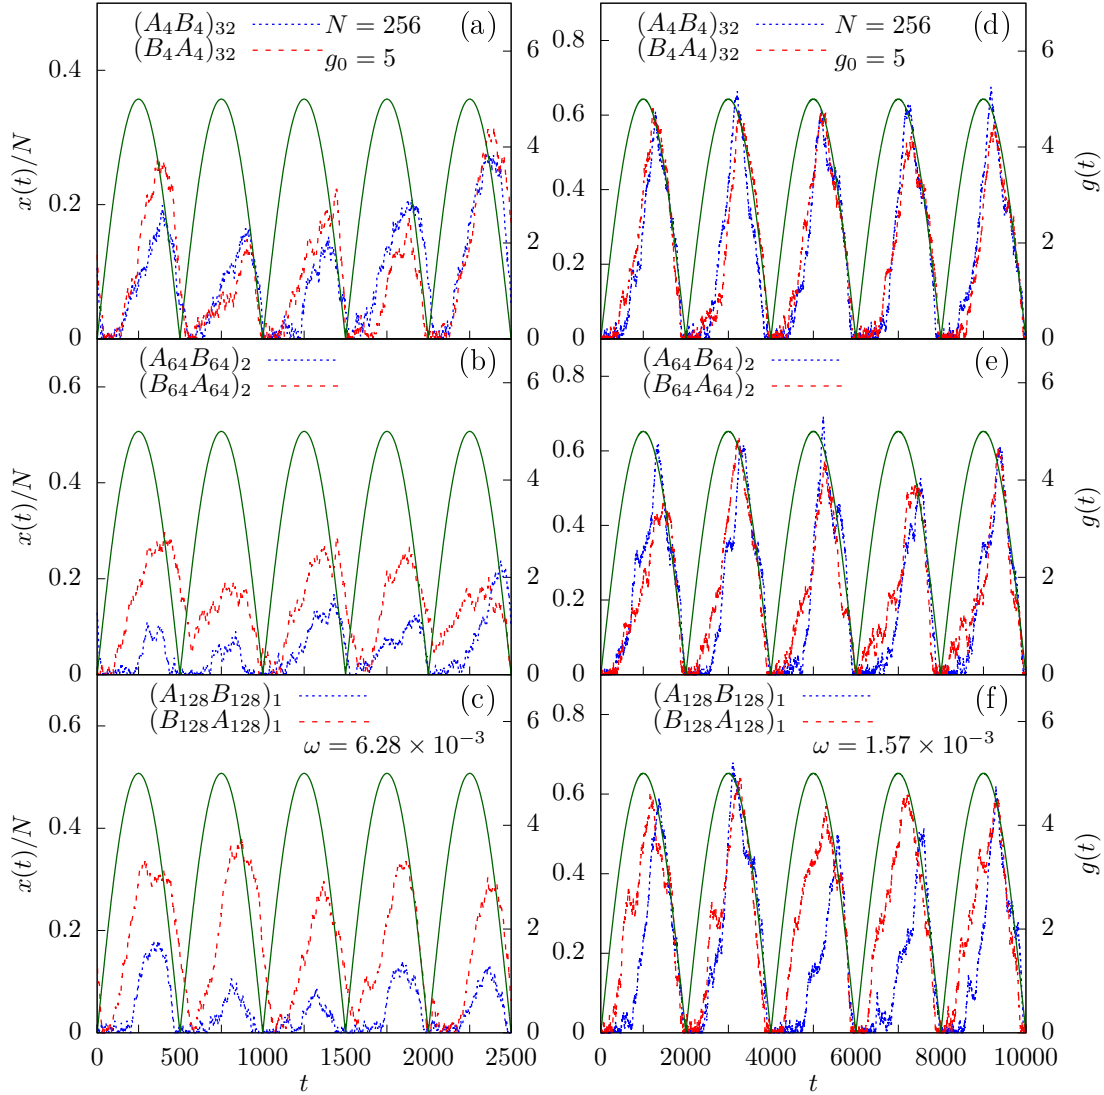 (A₄B₄)₃₂ N = 256 (a)
(B₄A₄)₃₂ g₀ = 5
0.4
0.2
0
x(t)/N
6
4
2
0
(A₄B₄)₃₂ N = 256 (d)
(B₄A₄)₃₂ g₀ = 5
0.8
0.6
0.4
0.2
0
6
4
2
0
g(t)
(A₆₄B₆₄)₂ (b)
(B₆₄A₆₄)₂
0.6
0.4
0.2
0
x(t)/N
6
4
2
0
(A₆₄B₆₄)₂ (e)
(B₆₄A₆₄)₂
0.8
0.6
0.4
0.2
0
6
4
2
0
g(t)
(A₁₂₈B₁₂₈)₁ (c)
(B₁₂₈A₁₂₈)₁
ω = 6.28 × 10⁻³
0.6
0.4
0.2
0
x(t)/N
6
4
2
0
0 500 1000 1500 2000 2500
t
(A₁₂₈B₁₂₈)₁ (f)
(B₁₂₈A₁₂₈)₁
ω = 1.57 × 10⁻³
0.8
0.6
0.4
0.2
0
6
4
2
0
g(t)
0 2000 4000 6000 8000 10000
t